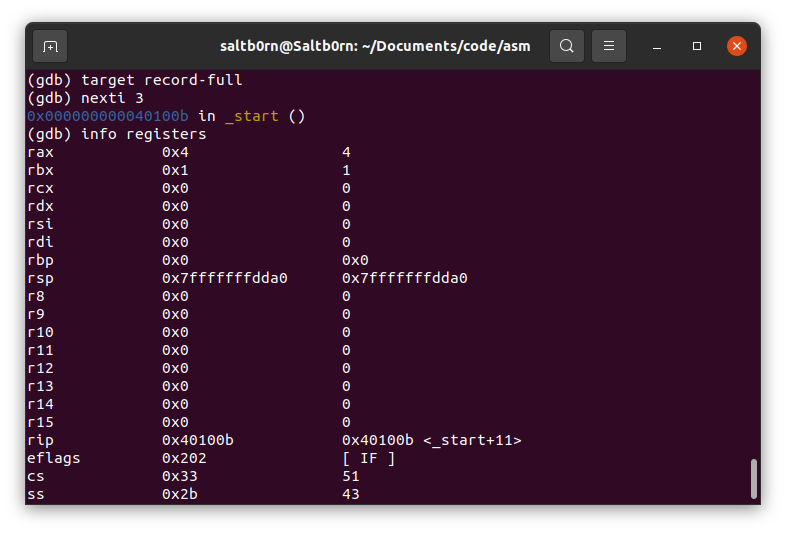 saltb0rn@Saltb0rn: ~/Documents/code/asm
(gdb) target record-full
(gdb) nexti 3
0x000000000040100b in _start ()
(gdb) info registers
rax 0x4 4
rbx 0x1 1
rcx 0x0 0
rdx 0x0 0
rsi 0x0 0
rdi 0x0 0
rbp 0x0 0x0
rsp 0x7fffffffdda0 0x7fffffffdda0
r8 0x0 0
r9 0x0 0
r10 0x0 0
r11 0x0 0
r12 0x0 0
r13 0x0 0
r14 0x0 0
r15 0x0 0
rip 0x40100b 0x40100b <_start+11>
eflags 0x202 [ IF ]
cs 0x33 51
ss 0x2b 43